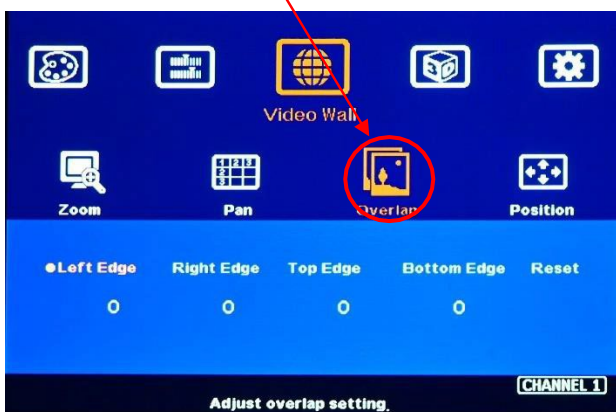 Video Wall
Zoom Pan Overlap Position
Left Edge Right Edge Top Edge Bottom Edge Reset
0 0 0 0
CHANNEL 1
Adjust overlap setting.